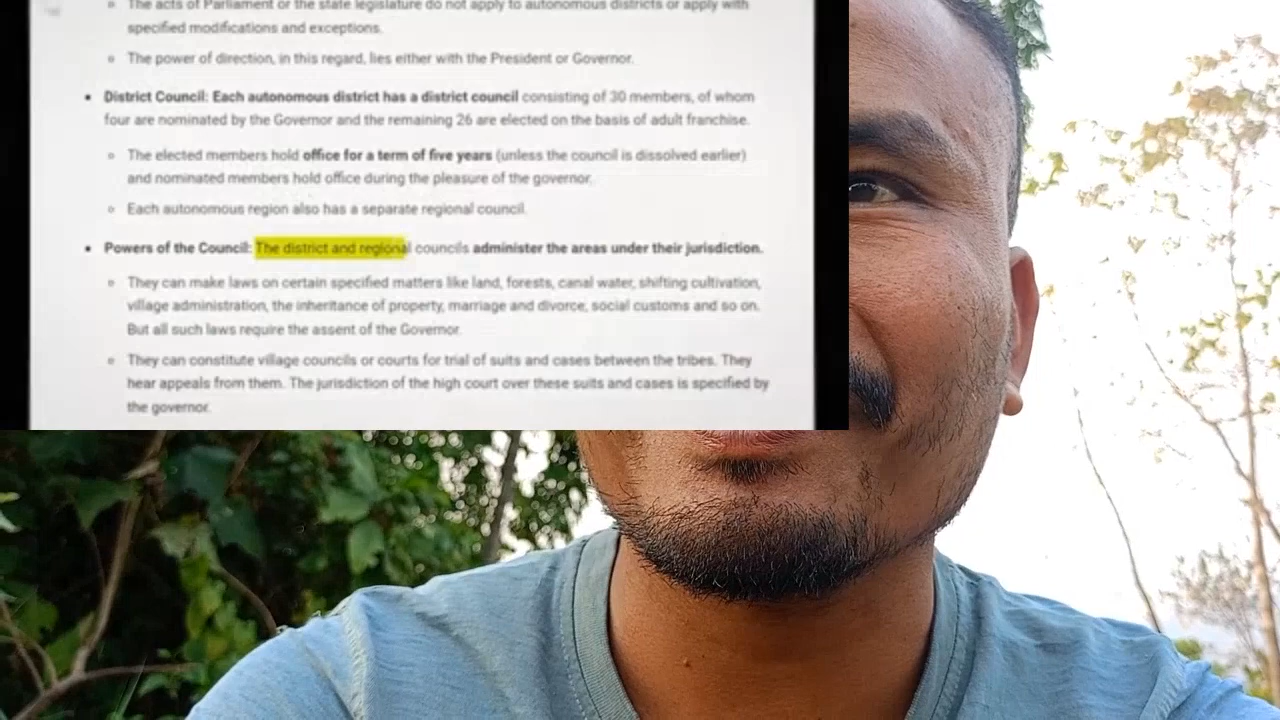 The acts of Parliament or the state legislature do not apply to autonomous districts or apply with
specified modifications and exceptions.
The power of direction, in this regard, lies either with the President or Governor.
District Council: Each autonomous district has a district council consisting of 30 members, of whom
four are nominated by the Governor and the remaining 26 are elected on the basis of adult franchise.
The elected members hold office for a term of five years (unless the council is dissolved earlier)
and nominated members hold office during the pleasure of the governor.
Each autonomous region also has a separate regional council.
Powers of the Council: The district and regional councils administer the areas under their jurisdiction.
They can make laws on certain specified matters like land, forests, canal water, shifting cultivation,
village administration, the inheritance of property, marriage and divorce, social customs and so on.
But all such laws require the assent of the Governor.
They can constitute village councils or courts for trial of suits and cases between the tribes. They
hear appeals from them. The jurisdiction of the high court over these suits and cases is specified by
the governor.